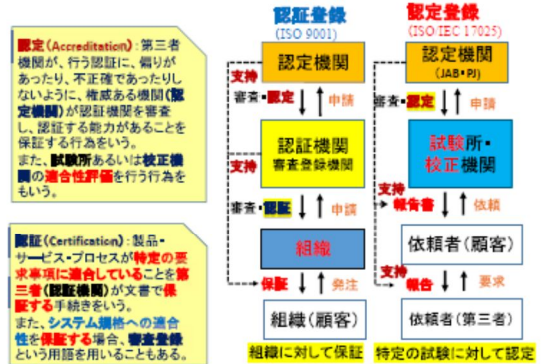 認定(Accreditation):第三者
機関が、行う認証に、偏りが
あったり、不正確であったりし
ないように、権威ある機関(認
定機関)が認証機関を審査
し、認証する能力があることを
保証する行為をいう。
また、試験所あるいは校正機
関の適合性評価を行う行為を
もいう。
認証(Certification):製品・
サービス・プロセスが特定の要
求事項に適合していることを第
三者(認証機関)が文書で保
証する手続きをいう。
また、システム規格への適合
性を保証する場合、審査登録
という用語を用いることもある。
認証登録
(ISO 9001)
認定機関
支持
審査・認定
申請
認証機関
審査登録機関
支持
審査・認証
申請
組織
保証
発注
組織(顧客)
組織に対して保証
認定登録
(ISO/IEC 17025)
認定機関
(JAB・PJ)
審査・認定
申請
試験所・
校正機関
支持
報告書
依頼
依頼者(顧客)
支持
報告
要求
依頼者(第三者)
特定の試験に対して認定